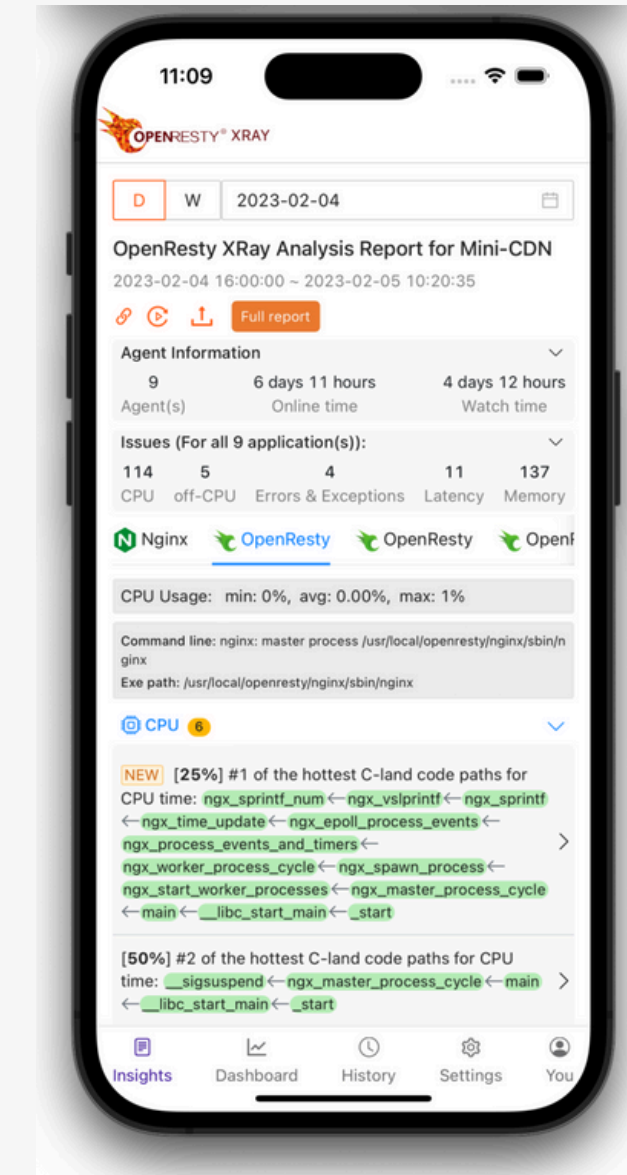 11:09
OPENRESTY® XRAY
D W 2023-02-04
OpenResty XRay Analysis Report for Mini-CDN
2023-02-04 16:00:00 ~ 2023-02-05 10:20:35
Full report
Agent Information
9 6 days 11 hours 4 days 12 hours
Agent(s) Online time Watch time
Issues (For all 9 application(s)):
114 5 4 11 137
CPU off-CPU Errors & Exceptions Latency Memory
Nginx OpenResty OpenResty OpenR
CPU Usage: min: 0%, avg: 0.00%, max: 1%
Command line: nginx: master process /usr/local/openresty/nginx/sbin/n
ginx
Exe path: /usr/local/openresty/nginx/sbin/nginx
CPU 6
NEW [25%] #1 of the hottest C-land code paths for
CPU time: ngx_sprintf_num←ngx_vslprintf←ngx_sprintf
←ngx_time_update←ngx_epoll_process_events←
ngx_process_events_and_timers←
ngx_worker_process_cycle←ngx_spawn_process←
ngx_start_worker_processes←ngx_master_process_cycle
←main←__libc_start_main←_start
[50%] #2 of the hottest C-land code paths for CPU
time: __sigsuspend←ngx_master_process_cycle←main
←__libc_start_main←_start
Insights Dashboard History Settings You